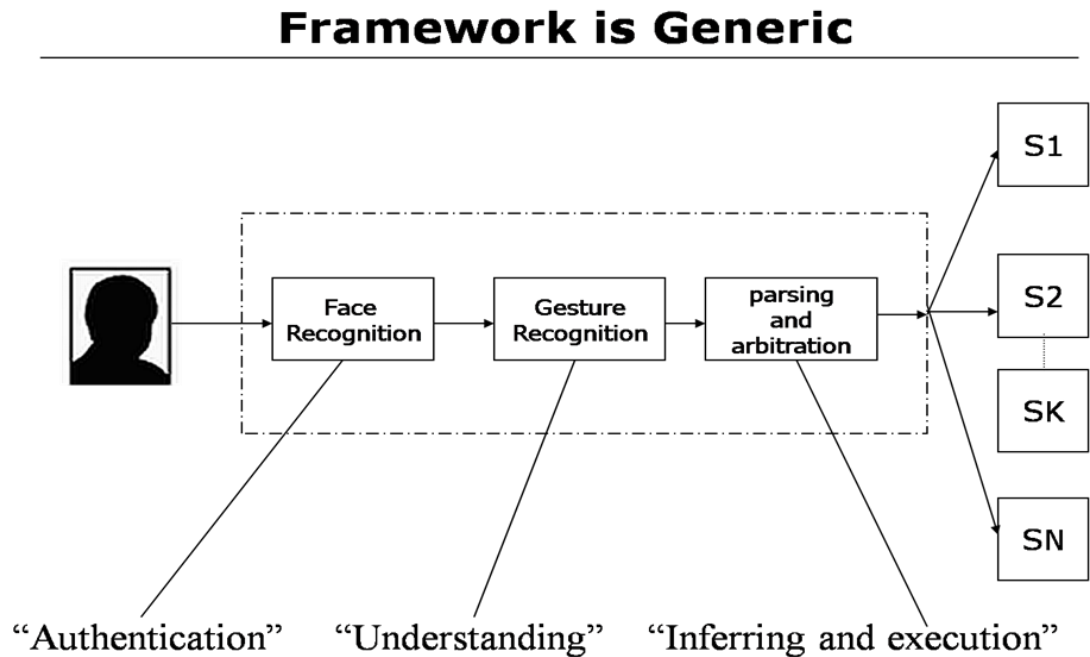 Framework is Generic
S1
Face
Recognition
Gesture
Recognition
parsing
and
arbitration
S2
SK
SN
“Authentication”
“Understanding”
“Inferring and execution”